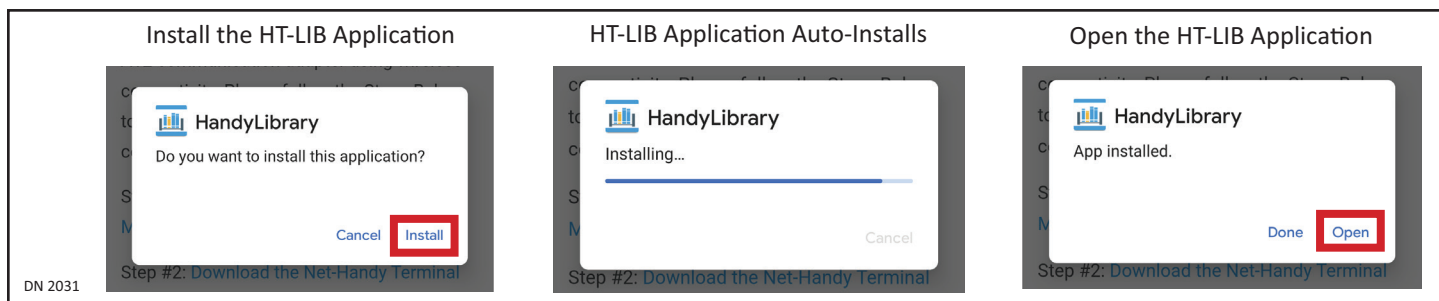 Install the HT-LIB Application
HandyLibrary
Do you want to install this application?
Cancel Install
Step #2: Download the Net-Handy Terminal
HT-LIB Application Auto-Installs
HandyLibrary
Installing...
Cancel
Step #2: Download the Net-Handy Terminal
Open the HT-LIB Application
HandyLibrary
App installed.
Done Open
Step #2: Download the Net-Handy Terminal
DN 2031